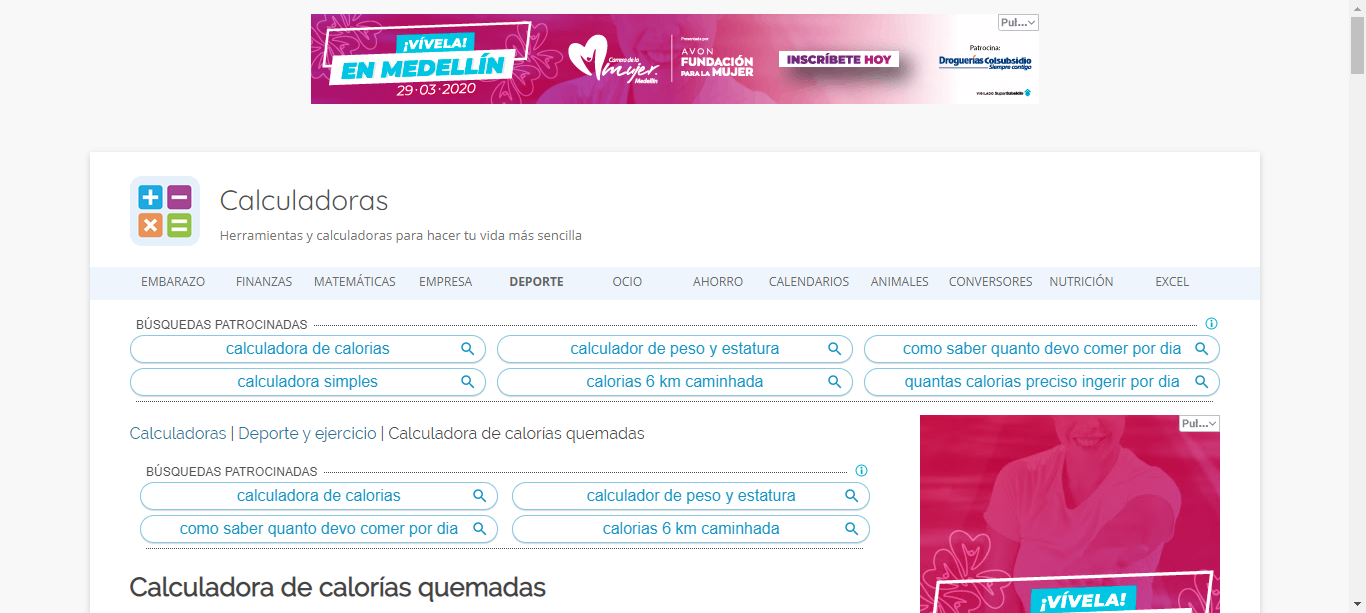 Pul...
¡VÍVELA!
EN MEDELLÍN
29·03·2020
Carrera de la
mujer.
Medellín
Presentada por
AVON
FUNDACIÓN
PARA LA MUJER
INSCRÍBETE HOY
Patrocina:
Droguerías Colsubsidio
Siempre contigo
VIGILADO SuperSubsidio
Calculadoras
Herramientas y calculadoras para hacer tu vida más sencilla
EMBARAZO FINANZAS MATEMÁTICAS EMPRESA DEPORTE OCIO AHORRO CALENDARIOS ANIMALES CONVERSORES NUTRICIÓN EXCEL
BÚSQUEDAS PATROCINADAS
calculadora de calorias calculador de peso y estatura como saber quanto devo comer por dia
calculadora simples calorias 6 km caminhada quantas calorias preciso ingerir por dia
Calculadoras | Deporte y ejercicio | Calculadora de calorías quemadas
Pul...
BÚSQUEDAS PATROCINADAS
calculadora de calorias calculador de peso y estatura
como saber quanto devo comer por dia calorias 6 km caminhada
Calculadora de calorías quemadas
¡VÍVELA!